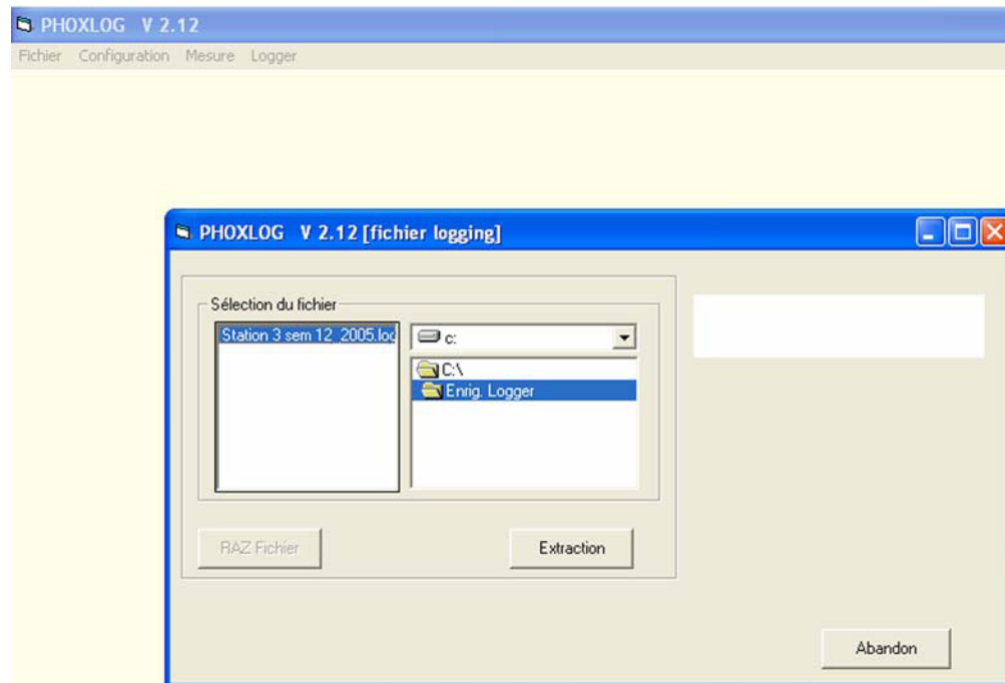 PHOXLOG V 2.12
Fichier Configuration Mesure Logger
PHOXLOG V 2.12 [fichier logging]
Sélection du fichier
Station 3 sem 12_2005.log
c:
C:\
Enrig. Logger
RAZ Fichier
Extraction
Abandon